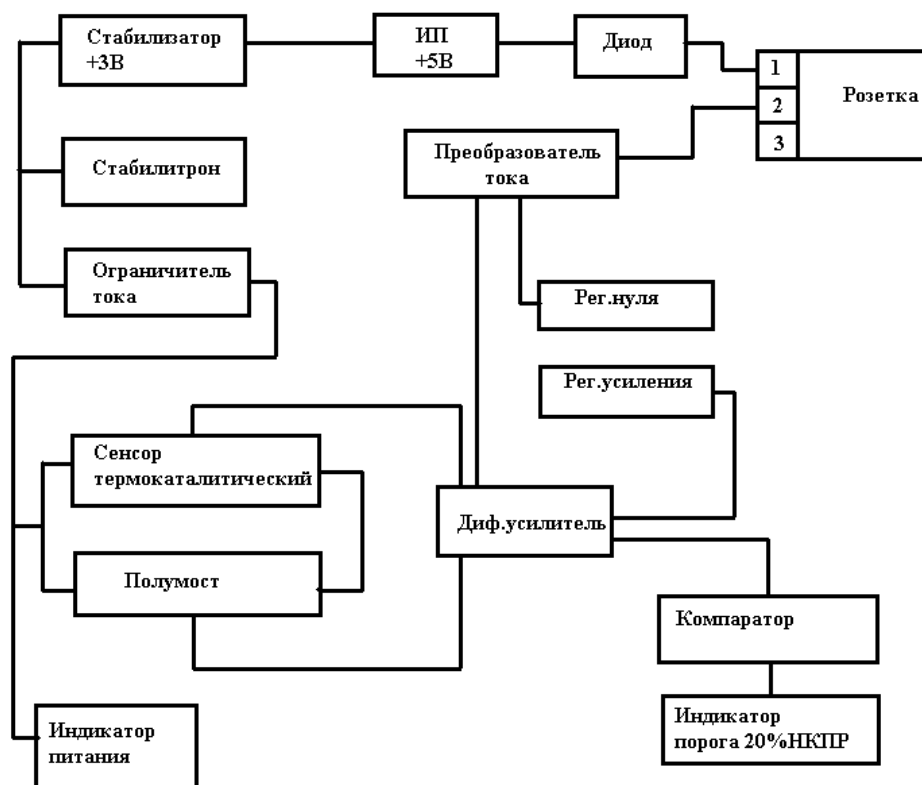 Стабилизатор
+3В
ИП
+5В
Диод
1
2
3
Розетка
Преобразователь
тока
Стабилитрон
Ограничитель
тока
Рег.нуля
Рег.усиления
Сенсор
термокаталитический
Диф.усилитель
Полумост
Компаратор
Индикатор
питания
Индикатор
порога 20%НКПР